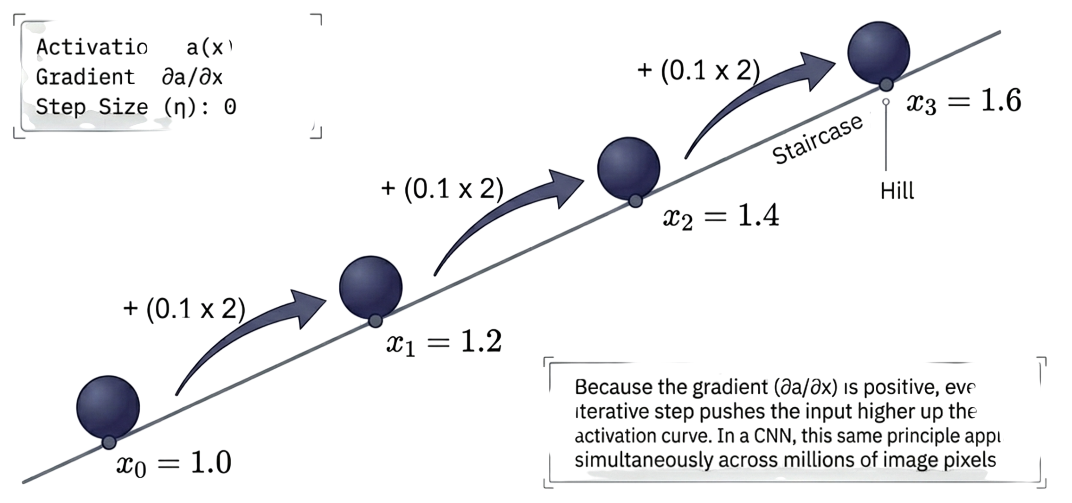 Activatio a(x
Gradient ∂a/∂x
Step Size (η): 0
+ (0.1 x 2)
x₃ = 1.6
Staircase
Hill
+ (0.1 x 2)
x₂ = 1.4
+ (0.1 x 2)
x₁ = 1.2
x₀ = 1.0
Because the gradient (∂a/∂x) is positive, eve
iterative step pushes the input higher up the
activation curve. In a CNN, this same principle appl
simultaneously across millions of image pixels